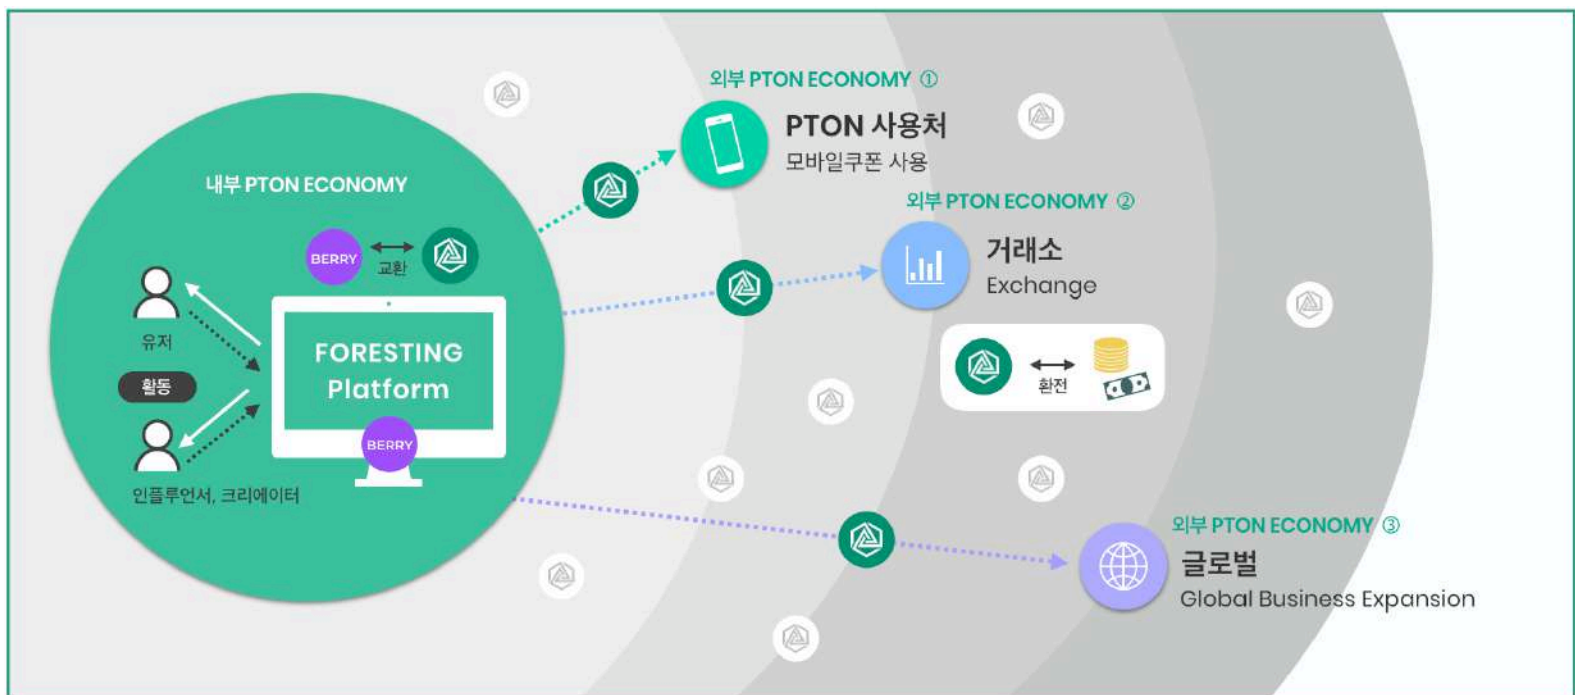 내부 PTON ECONOMY
BERRY
교환
유저
활동
인플루언서, 크리에이터
FORESTING
Platform
BERRY
외부 PTON ECONOMY ①
PTON 사용처
모바일쿠폰 사용
외부 PTON ECONOMY ②
거래소
Exchange
환전
외부 PTON ECONOMY ③
글로벌
Global Business Expansion